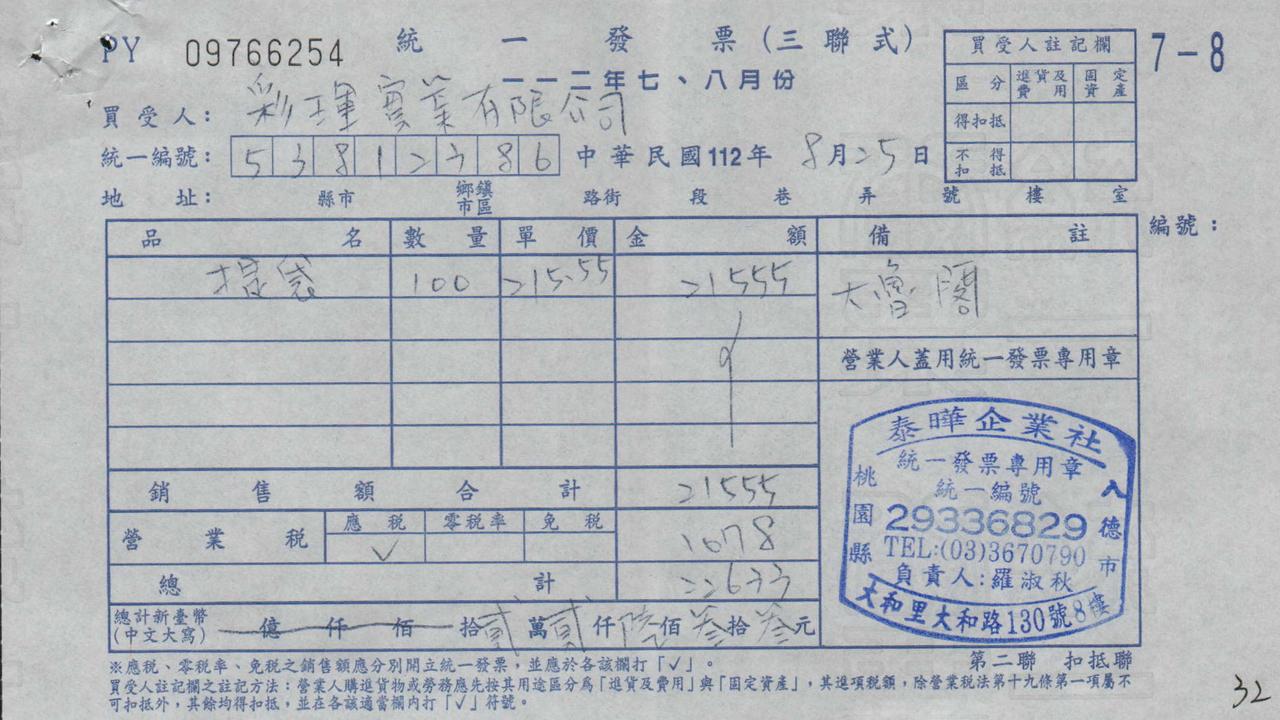 PY 09766254 統一發票(三聯式) 7-8
一一二年七、八月份
買受人: 彩琿實業有限公司
統一編號: 53812386 中華民國112年 8月25日
地 址: 縣市 鄉鎮市區 路街 段 巷 弄 號 樓 室
買受人註記欄
區分 進貨及費用 固定資產
得扣抵
不得扣抵
編號:
品名 數量 單價 金額 備註
提袋 100 215.55 21555 大魯閣
營業人蓋用統一發票專用章
銷售額合計 21555
營業稅 應稅 零稅率 免稅 1078
✓
總計 22633
總計新臺幣(中文大寫) 億 仟 佰 拾 貳 萬 貳 仟 陸 佰 参 拾 参 元
泰曄企業社
統一發票專用章
統一編號
29336829
TEL:(03)3670790
負責人:羅淑秋
桃園縣八德市
大和里大和路130號8樓
第二聯 扣抵聯
※應稅、零稅率、免稅之銷售額應分別開立統一發票,並應於各該欄打「✓」。
買受人註記欄之註記方法:營業人購進貨物或勞務應先按其用途區分為「進貨及費用」與「固定資產」,其進項稅額,除營業稅法第十九條第一項屬不
可扣抵外,其餘均得扣抵,並在各該適當欄內打「✓」符號。
32